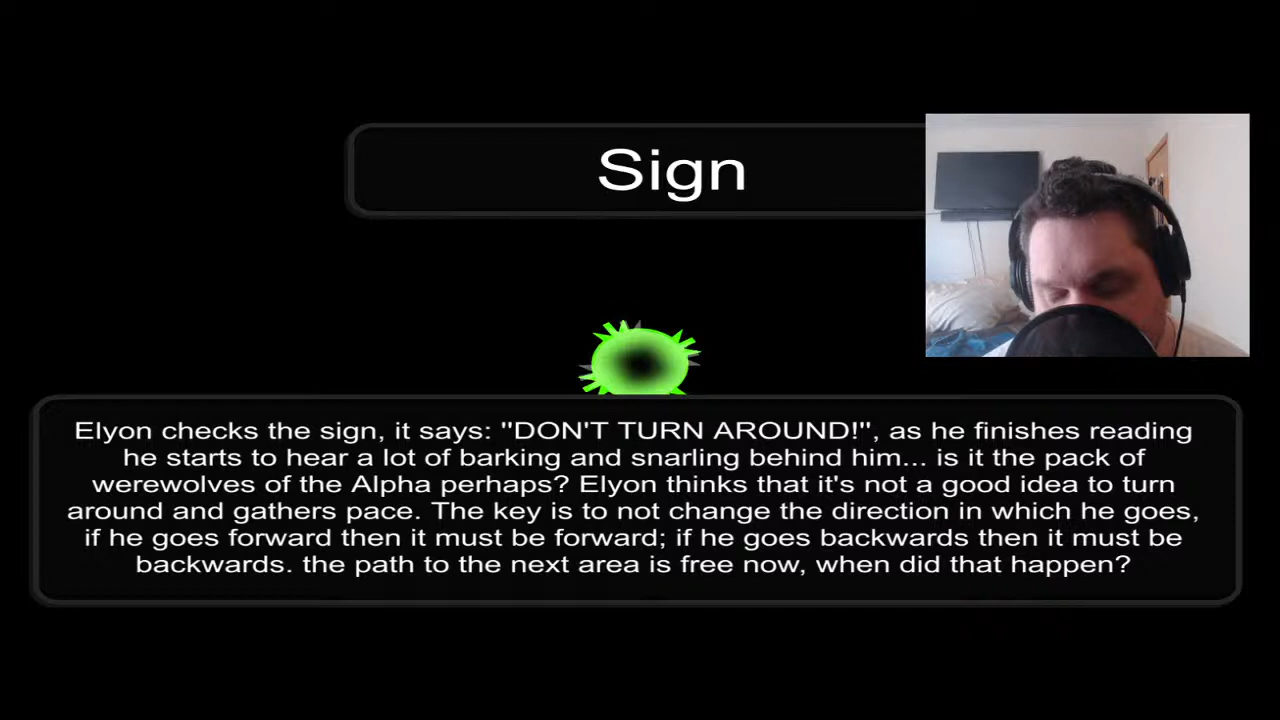 Sign
Elyon checks the sign, it says: "DON'T TURN AROUND!", as he finishes reading
he starts to hear a lot of barking and snarling behind him... is it the pack of
werewolves of the Alpha perhaps? Elyon thinks that it's not a good idea to turn
around and gathers pace. The key is to not change the direction in which he goes,
if he goes forward then it must be forward; if he goes backwards then it must be
backwards. the path to the next area is free now, when did that happen?